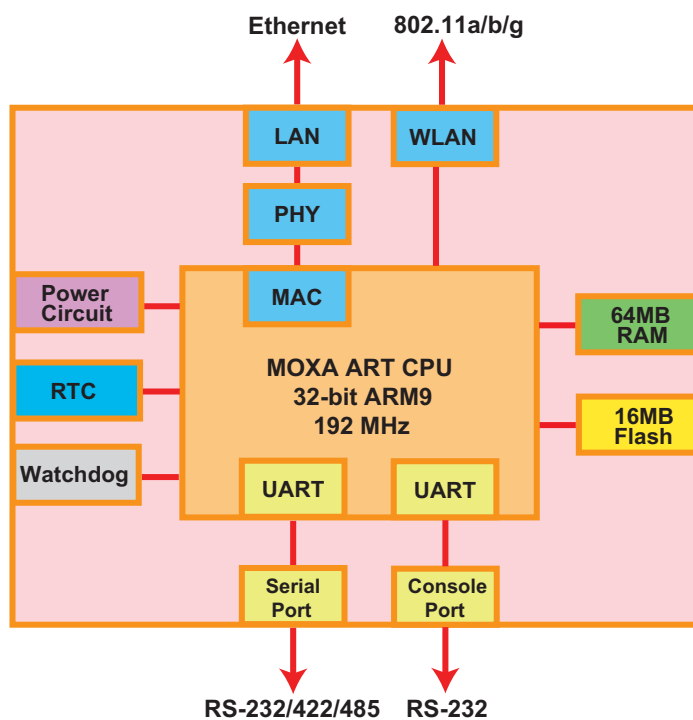 Ethernet
802.11a/b/g
LAN
WLAN
PHY
MAC
Power
Circuit
64MB
RAM
MOXA ART CPU
32-bit ARM9
192 MHz
RTC
16MB
Flash
Watchdog
UART
UART
Serial
Port
Console
Port
RS-232/422/485
RS-232